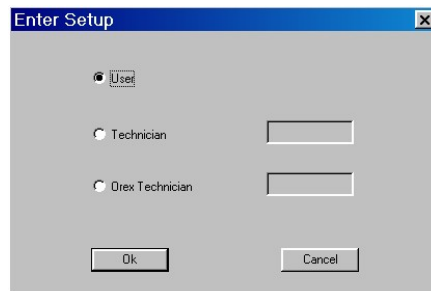 Enter Setup
User
Technician
Orex Technician
Ok Cancel